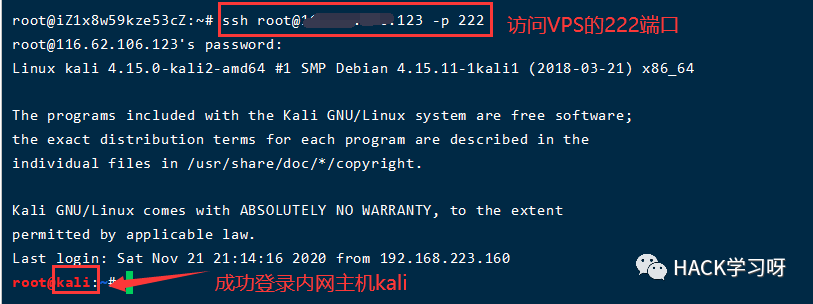 root@iZ1x8w59kze53cZ:~# ssh root@1 .123 -p 222
访问VPS的222端口
root@116.62.106.123's password:
Linux kali 4.15.0-kali2-amd64 #1 SMP Debian 4.15.11-1kali1 (2018-03-21) x86_64
The programs included with the Kali GNU/Linux system are free software;
the exact distribution terms for each program are described in the
individual files in /usr/share/doc/*/copyright.
Kali GNU/Linux comes with ABSOLUTELY NO WARRANTY, to the extent
permitted by applicable law.
Last login: Sat Nov 21 21:14:16 2020 from 192.168.223.160
root@kali:~#
成功登录内网主机kali
HACK学习呀